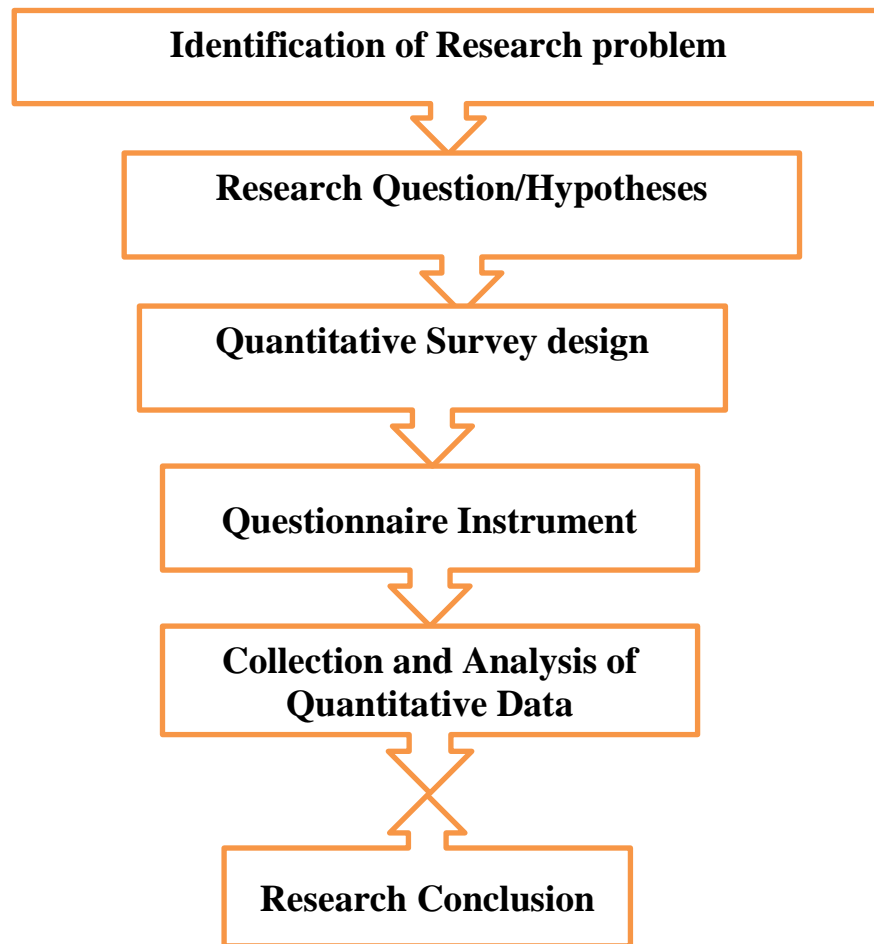 Identification of Research problem
Research Question/Hypotheses
Quantitative Survey design
Questionnaire Instrument
Collection and Analysis of
Quantitative Data
Research Conclusion